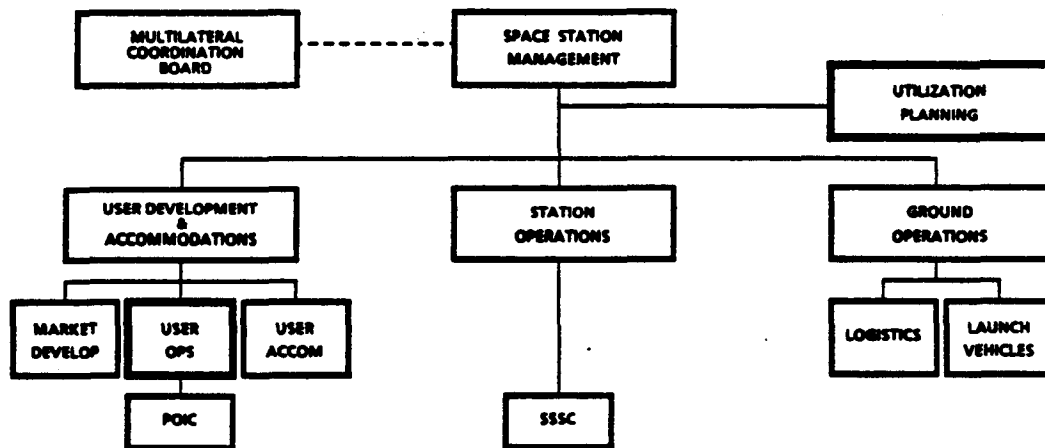 MULTILATERAL
COORDINATION
BOARD
SPACE STATION
MANAGEMENT
UTILIZATION
PLANNING
USER DEVELOPMENT
&
ACCOMMODATIONS
STATION
OPERATIONS
GROUND
OPERATIONS
MARKET
DEVELOP
USER
OPS
USER
ACCOM
LOGISTICS
LAUNCH
VEHICLES
POIC
SSSC